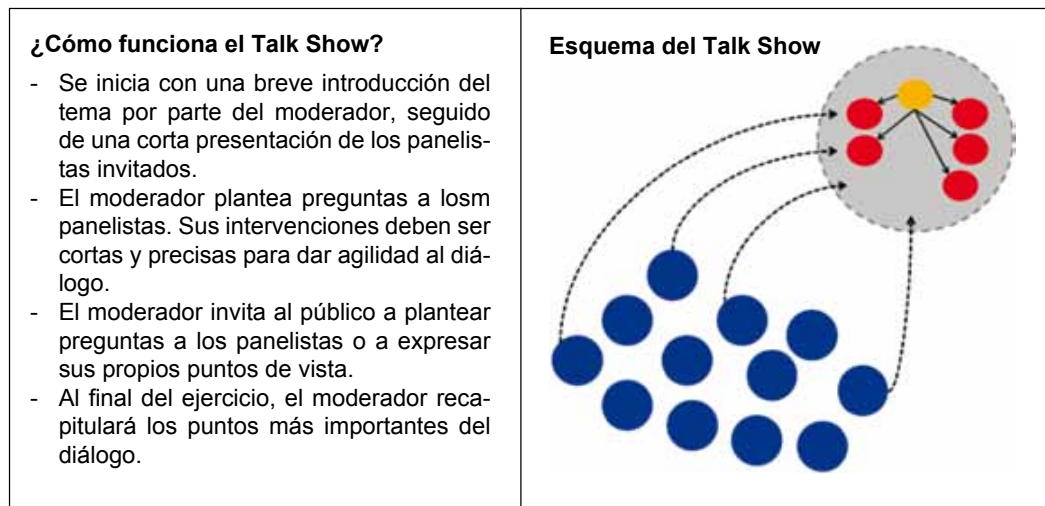 ¿Cómo funciona el Talk Show?
- Se inicia con una breve introducción del
tema por parte del moderador, seguido
de una corta presentación de los panelis-
tas invitados.
- El moderador plantea preguntas a losm
panelistas. Sus intervenciones deben ser
cortas y precisas para dar agilidad al diá-
logo.
- El moderador invita al público a plantear
preguntas a los panelistas o a expresar
sus propios puntos de vista.
- Al final del ejercicio, el moderador reca-
pitulará los puntos más importantes del
diálogo.
Esquema del Talk Show